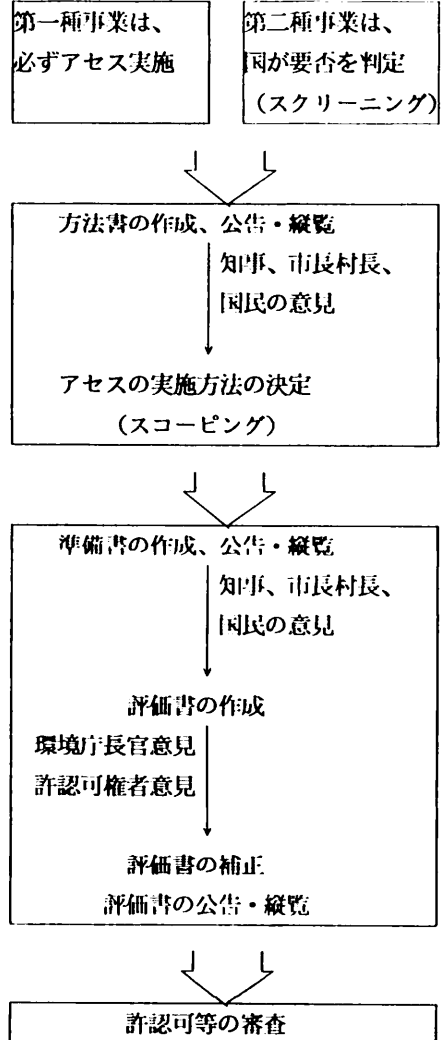 第一種事業は、
必ずアセス実施
第二種事業は、
国が要否を判定
(スクリーニング)
方法書の作成、公告・縦覧
知事、市長村長、
国民の意見
アセスの実施方法の決定
(スコーピング)
準備書の作成、公告・縦覧
知事、市長村長、
国民の意見
評価書の作成
環境庁長官意見
許認可権者意見
評価書の補正
評価書の公告・縦覧
許認可等の審査